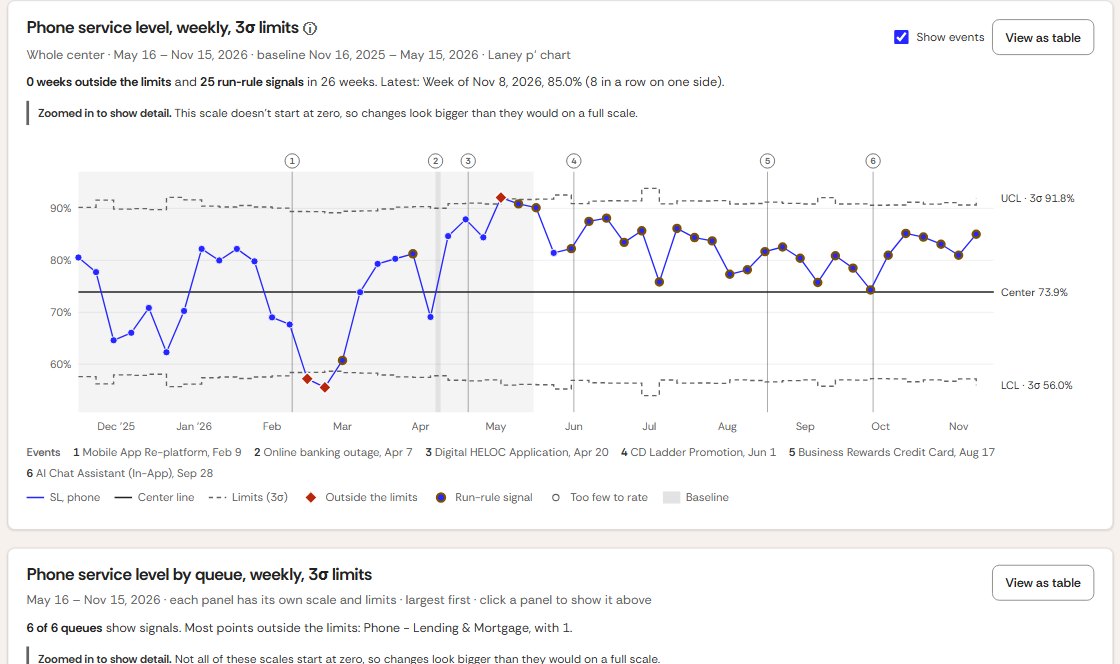 Phone service level, weekly, 3σ limits ⓘ
Show events
View as table
Whole center · May 16 – Nov 15, 2026 · baseline Nov 16, 2025 – May 15, 2026 · Laney p′ chart
0 weeks outside the limits and 25 run-rule signals in 26 weeks. Latest: Week of Nov 8, 2026, 85.0% (8 in a row on one side).
Zoomed in to show detail. This scale doesn't start at zero, so changes look bigger than they would on a full scale.
1 2 3 4 5 6
UCL · 3σ 91.8%
90%
80%
Center 73.9%
70%
60%
LCL · 3σ 56.0%
Dec '25 Jan '26 Feb Mar Apr May Jun Jul Aug Sep Oct Nov
Events 1 Mobile App Re-platform, Feb 9 2 Online banking outage, Apr 7 3 Digital HELOC Application, Apr 20 4 CD Ladder Promotion, Jun 1 5 Business Rewards Credit Card, Aug 17
6 AI Chat Assistant (In-App), Sep 28
SL, phone Center line Limits (3σ) Outside the limits Run-rule signal Too few to rate Baseline
Phone service level by queue, weekly, 3σ limits
View as table
May 16 – Nov 15, 2026 · each panel has its own scale and limits · largest first · click a panel to show it above
6 of 6 queues show signals. Most points outside the limits: Phone - Lending & Mortgage, with 1.
Zoomed in to show detail. Not all of these scales start at zero, so changes look bigger than they would on a full scale.